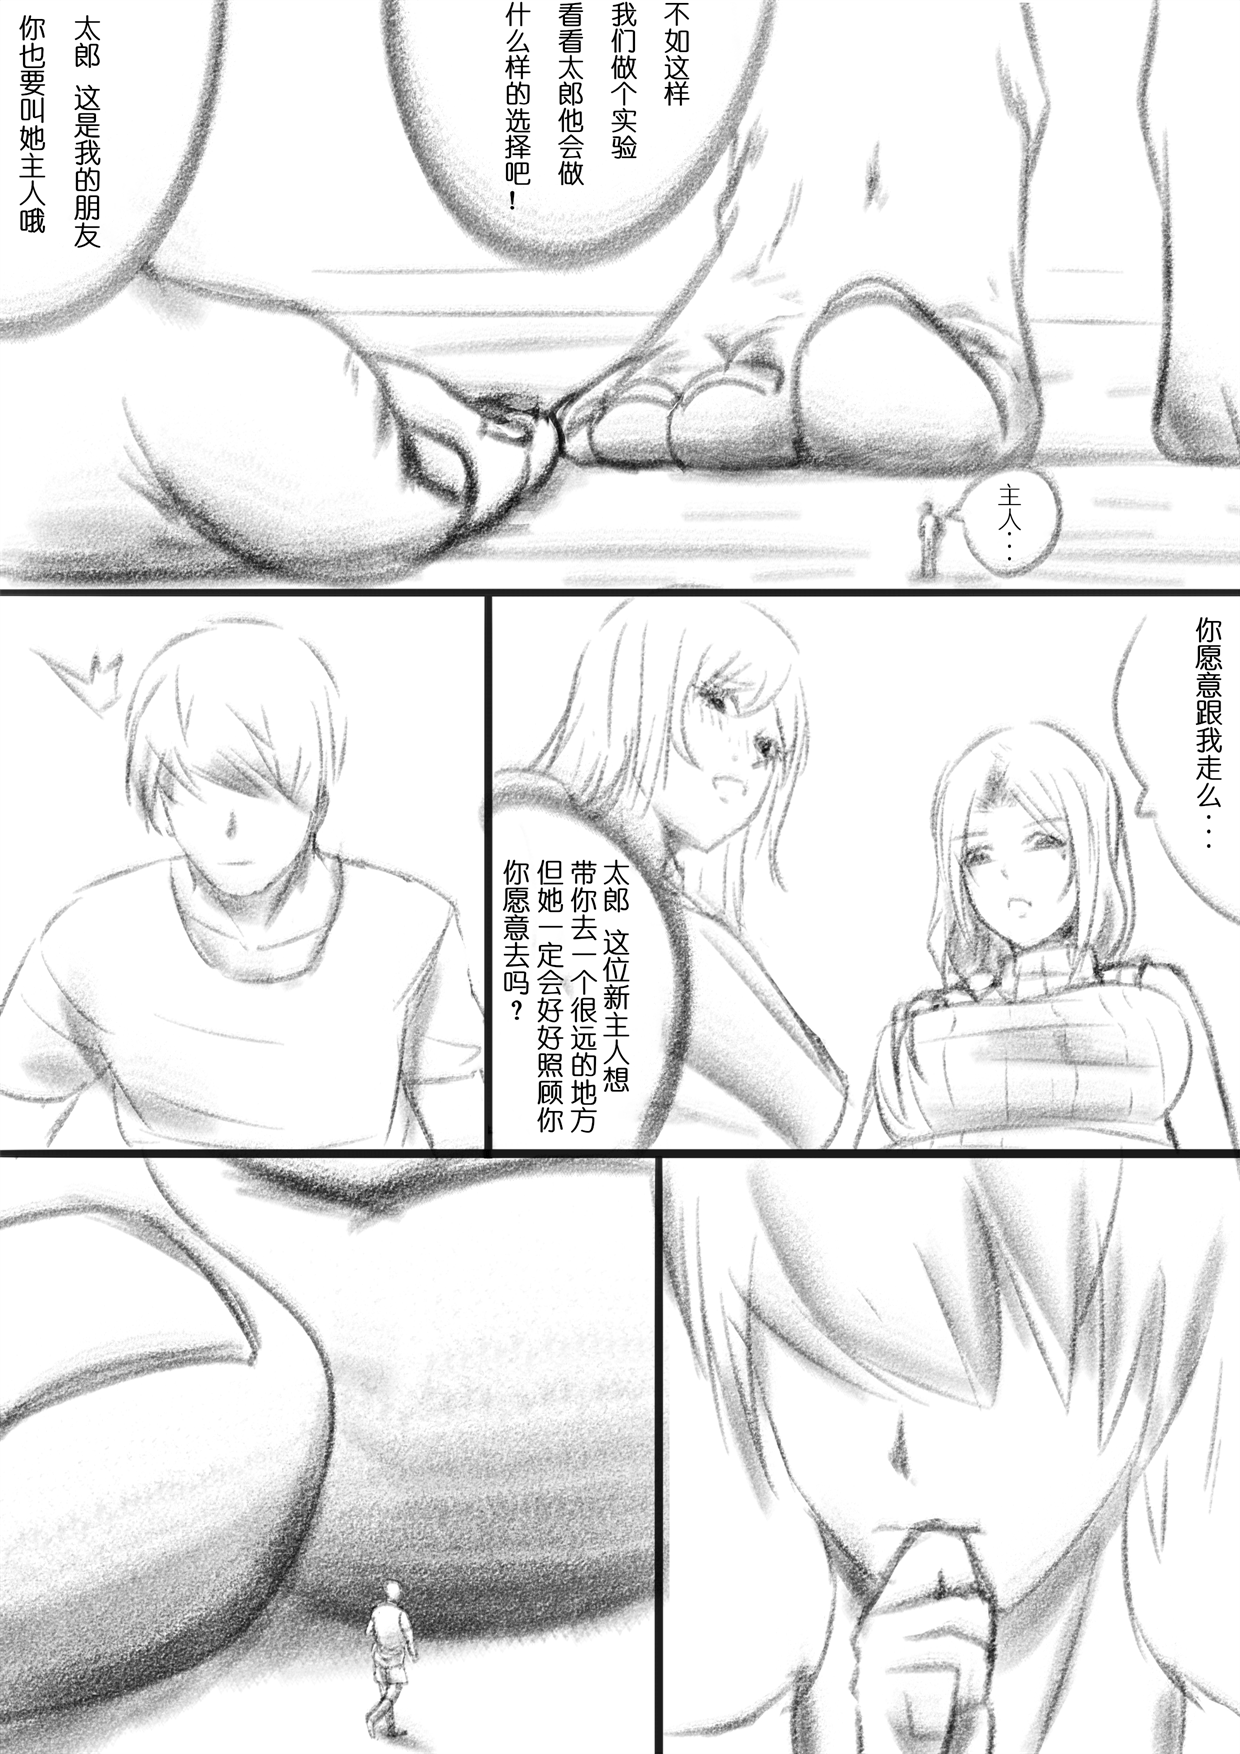 不如这样
我们做个实验
看看太郎他会做
什么样的选择吧！
太郎 这是我的朋友
你也要叫她主人哦
主人…
你愿意跟我走么…
太郎 这位新主人想
带你去一个很远的地方
但她一定会好好照顾你
你愿意去吗？